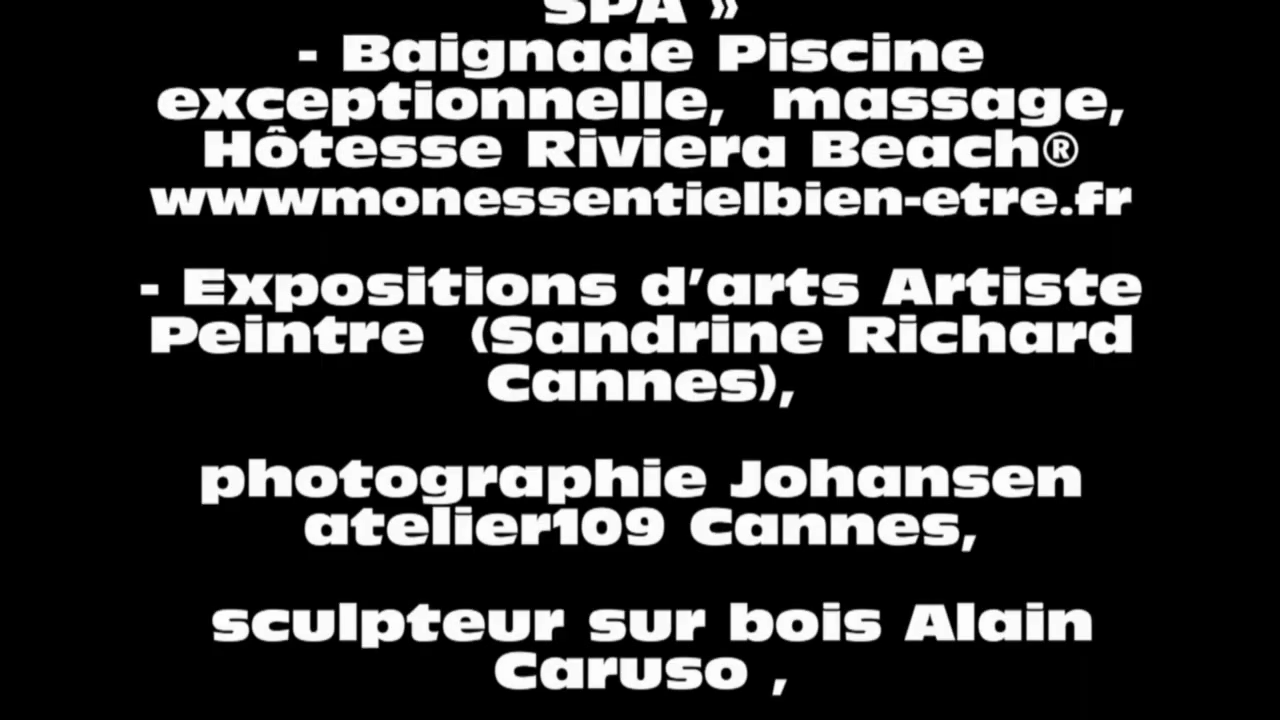 SPA »
- Baignade Piscine
exceptionnelle, massage,
Hôtesse Riviera Beach®
wwwmonessentielbien-etre.fr
- Expositions d’arts Artiste
Peintre (Sandrine Richard
Cannes),
photographie Johansen
atelier109 Cannes,
sculpteur sur bois Alain
Caruso ,